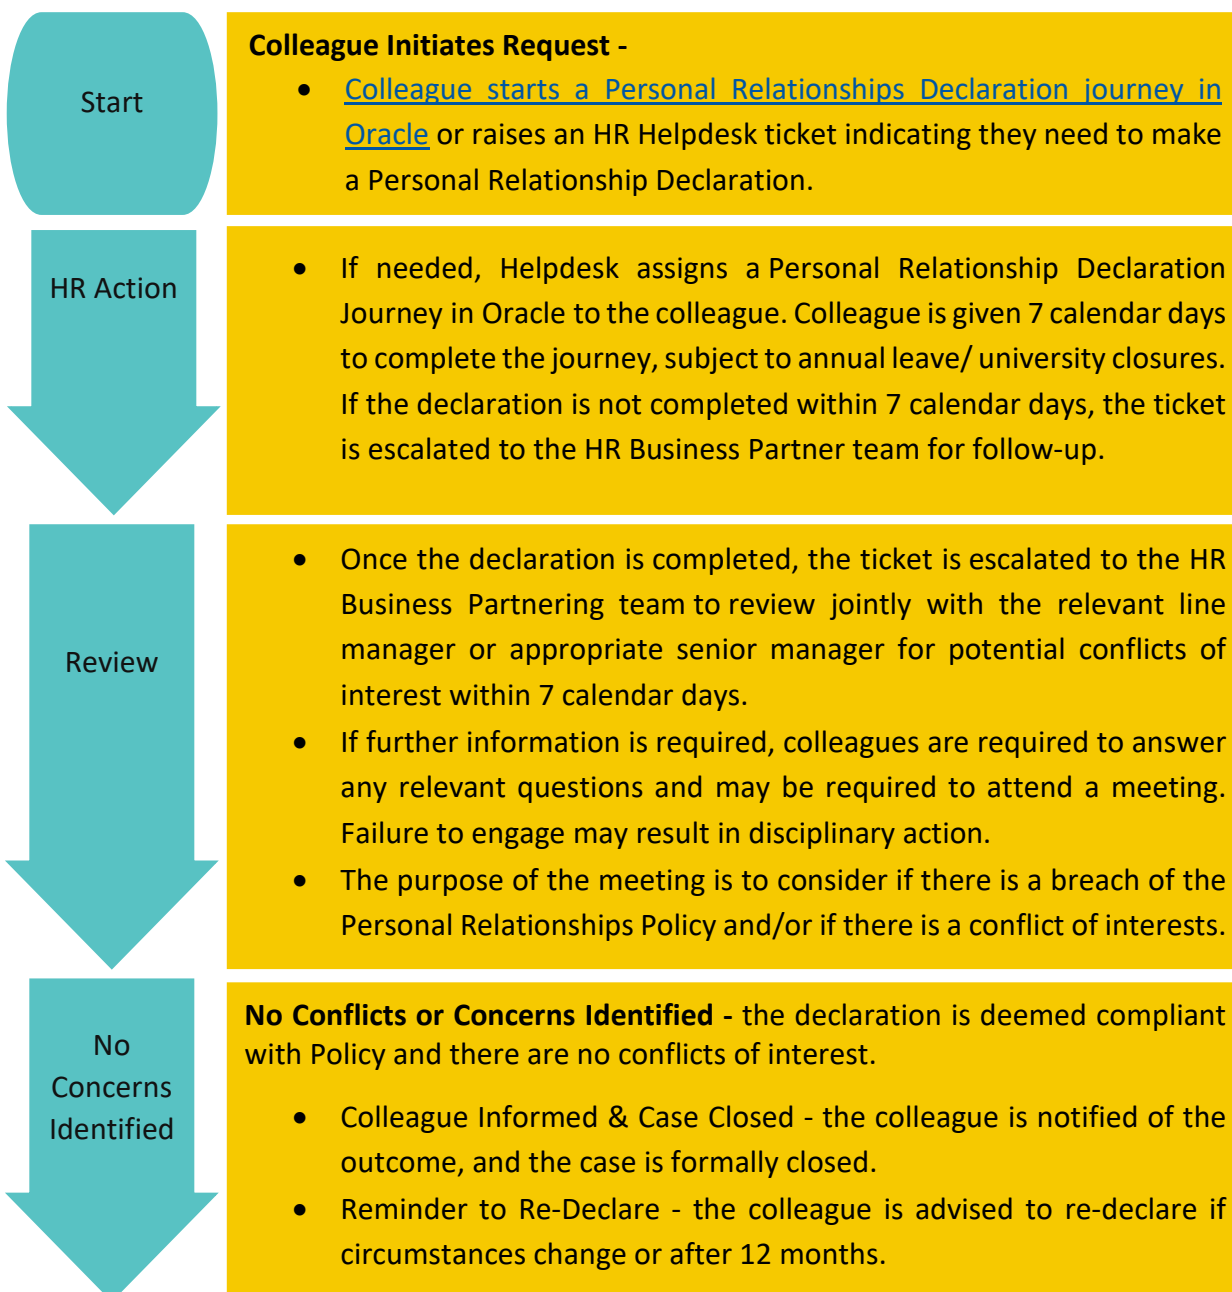 Start
Colleague Initiates Request -
• Colleague starts a Personal Relationships Declaration journey in
Oracle or raises an HR Helpdesk ticket indicating they need to make
a Personal Relationship Declaration.
HR Action
• If needed, Helpdesk assigns a Personal Relationship Declaration
Journey in Oracle to the colleague. Colleague is given 7 calendar days
to complete the journey, subject to annual leave/ university closures.
If the declaration is not completed within 7 calendar days, the ticket
is escalated to the HR Business Partner team for follow-up.
Review
• Once the declaration is completed, the ticket is escalated to the HR
Business Partnering team to review jointly with the relevant line
manager or appropriate senior manager for potential conflicts of
interest within 7 calendar days.
• If further information is required, colleagues are required to answer
any relevant questions and may be required to attend a meeting.
Failure to engage may result in disciplinary action.
• The purpose of the meeting is to consider if there is a breach of the
Personal Relationships Policy and/or if there is a conflict of interests.
No
Concerns
Identified
No Conflicts or Concerns Identified - the declaration is deemed compliant
with Policy and there are no conflicts of interest.
• Colleague Informed & Case Closed - the colleague is notified of the
outcome, and the case is formally closed.
• Reminder to Re-Declare - the colleague is advised to re-declare if
circumstances change or after 12 months.